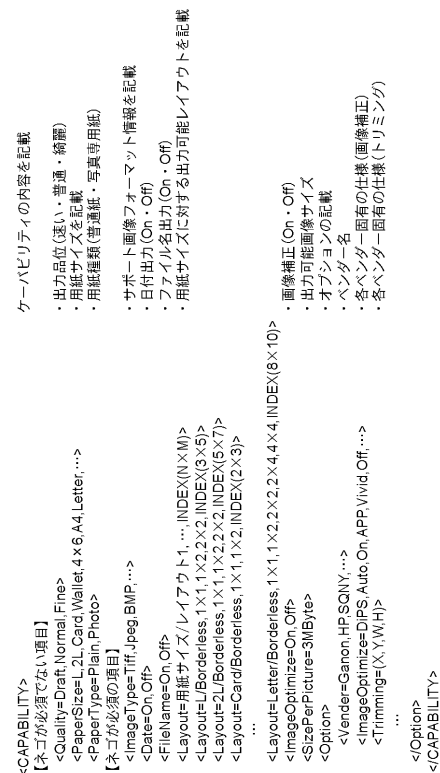 <CAPABILITY> ケーパビリティの内容を記載
【ネゴが必須でない項目】
<Quality=Draft,Normal,Fine> ・出力品位(速い・普通・綺麗)
<PaperSize=L,2L,Card,Wallet,4×6,A4,Letter,…> ・用紙サイズを記載
<PaperType=Plain,Photo> ・用紙種類(普通紙・写真専用紙)
【ネゴが必須の項目】
<ImageType=Tiff,Jpeg,BMP,…> ・サポート画像フォーマット情報を記載
<Date=On,Off> ・日付出力(On・Off)
<FileName=On,Off> ・ファイル名出力(On・Off)
<Layout=用紙サイズ/レイアウト1, …,INDEX(N×M)> ・用紙サイズに対する出力可能レイアウトを記載
<Layout=L/Borderless,1×1,1×2,2×2,INDEX(3×5)>
<Layout=2L/Borderless,1×1,1×2,2×2,INDEX(5×7)>
<Layout=Card/Borderless,1×1,1×2,INDEX(2×3)>
…
<Layout=Letter/Borderless,1×1,1×2,2×2,2×4,4×4,INDEX(8×10)>
<ImageOptimize=On,Off> ・画像補正(On・Off)
<SizePerPicture=3MByte> ・出力可能画像サイズ
<Option> ・オプションの記載
<Vender=Ganon,HP,SQNY,…> ・ベンダー名
<ImageOptimize=DiPS,Auto,On,APP,Vivid,Off,…> ・各ベンダー固有の仕様(画像補正)
<Trimming=(X,Y,W,H)> ・各ベンダー固有の仕様(トリミング)
…
</Option>
</CAPABILITY>